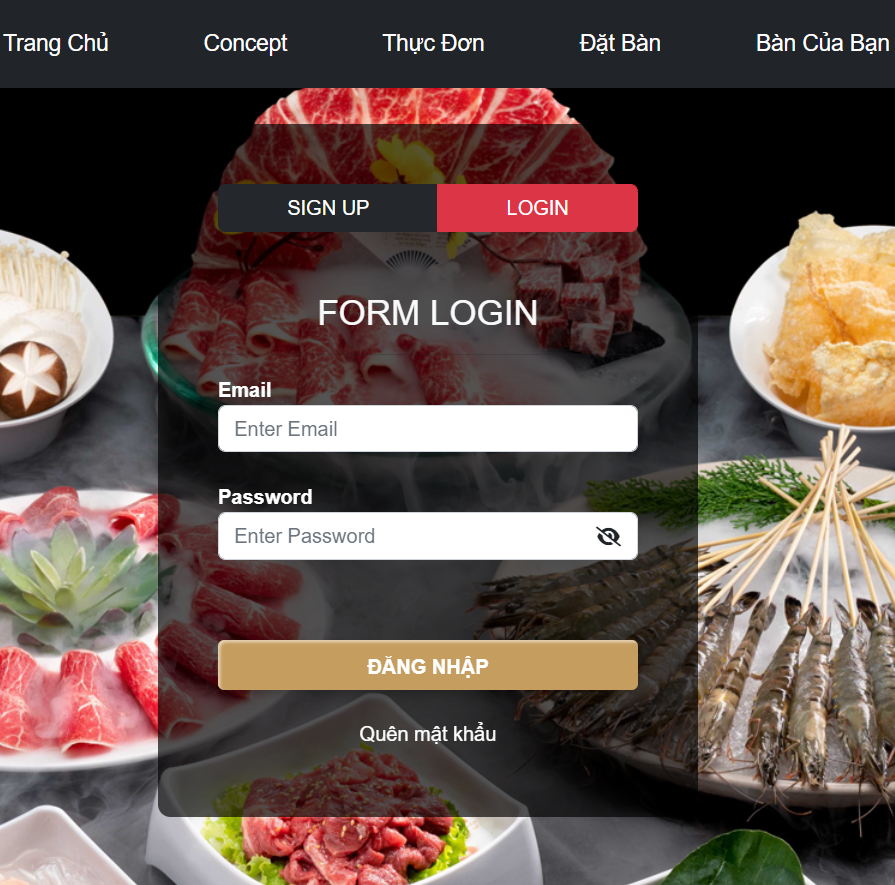 Trang Chủ Concept Thực Đơn Đặt Bàn Bàn Của Bạn
SIGN UP LOGIN
FORM LOGIN
Email
Enter Email
Password
Enter Password
ĐĂNG NHẬP
Quên mật khẩu